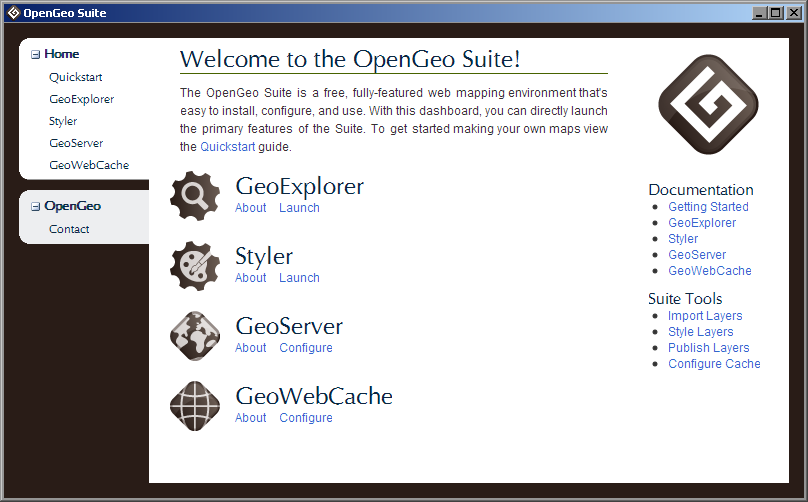 OpenGeo Suite
Home
Quickstart
GeoExplorer
Styler
GeoServer
GeoWebCache
OpenGeo
Contact
Welcome to the OpenGeo Suite!
The OpenGeo Suite is a free, fully-featured web mapping environment that's
easy to install, configure, and use. With this dashboard, you can directly launch
the primary features of the Suite. To get started making your own maps view
the Quickstart guide.
GeoExplorer
About Launch
Styler
About Launch
GeoServer
About Configure
GeoWebCache
About Configure
Documentation
Getting Started
GeoExplorer
Styler
GeoServer
GeoWebCache
Suite Tools
Import Layers
Style Layers
Publish Layers
Configure Cache